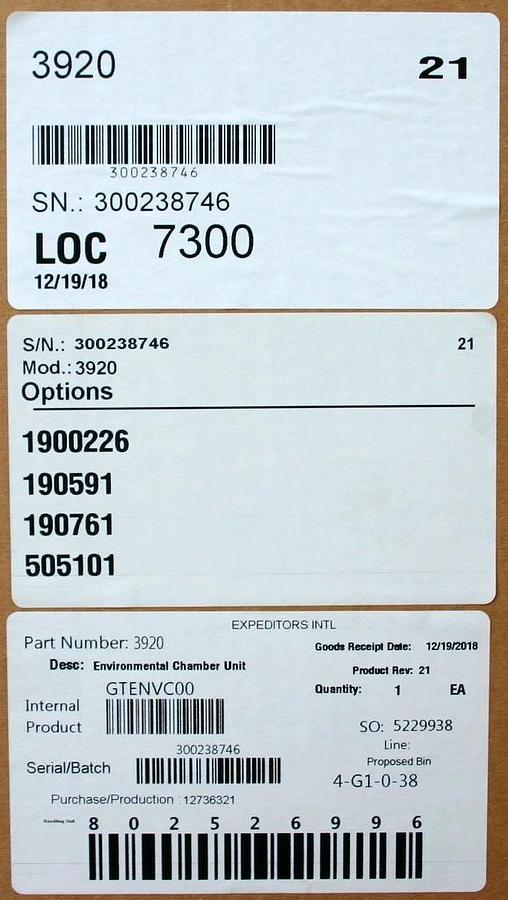 3920 21
300238746
SN.: 300238746
LOC 7300
12/19/18
S/N.: 300238746 21
Mod.: 3920
Options
1900226
190591
190761
505101
EXPEDITORS INTL
Part Number: 3920 Goods Receipt Date: 12/19/2018
Desc: Environmental Chamber Unit Product Rev: 21
GTENVC00 Quantity: 1 EA
Internal
Product SO: 5229938
300238746 Line:
Serial/Batch Proposed Bin
4-G1-0-38
Purchase/Production : 12736321
Handling Unit 8 0 2 5 2 6 9 9 6